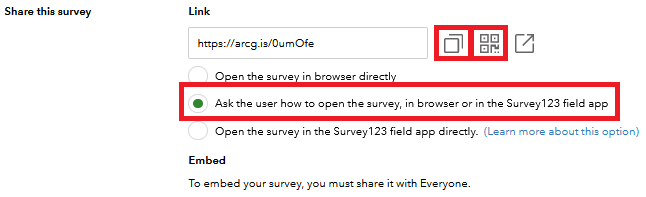 Share this survey
Link
https://arcg.is/0umOfe
Open the survey in browser directly
Ask the user how to open the survey, in browser or in the Survey123 field app
Open the survey in the Survey123 field app directly. (Learn more about this option)
Embed
To embed your survey, you must share it with Everyone.